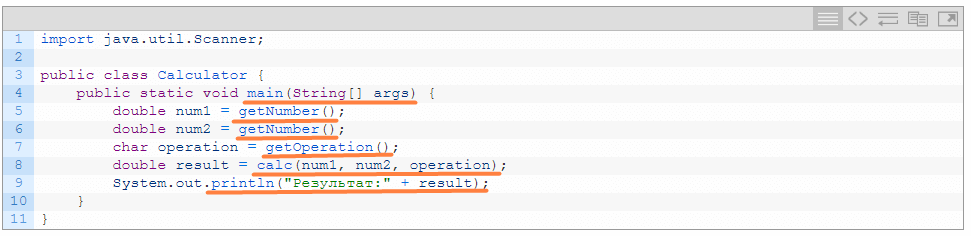 1 import java.util.Scanner;
2
3 public class Calculator {
4 public static void main(String[] args) {
5 double num1 = getNumber();
6 double num2 = getNumber();
7 char operation = getOperation();
8 double result = calc(num1, num2, operation);
9 System.out.println("Результат:" + result);
10 }
11 }